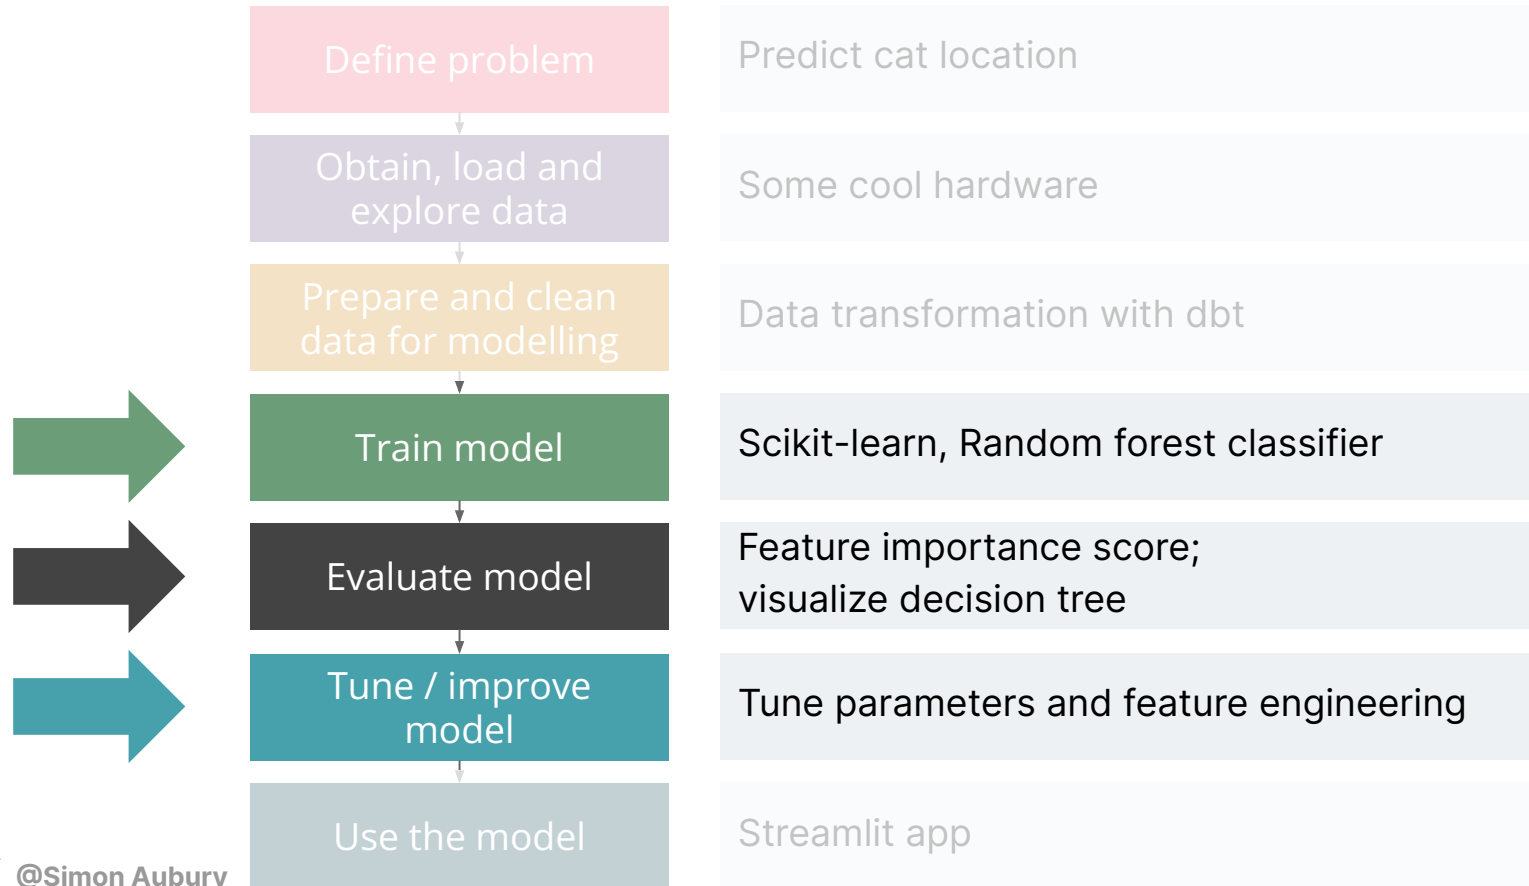 Define problem
Predict cat location
Obtain, load and
explore data
Some cool hardware
Prepare and clean
data for modelling
Data transformation with dbt
Train model
Scikit-learn, Random forest classifier
Evaluate model
Feature importance score;
visualize decision tree
Tune / improve
model
Tune parameters and feature engineering
Use the model
Streamlit app
@Simon Aubury